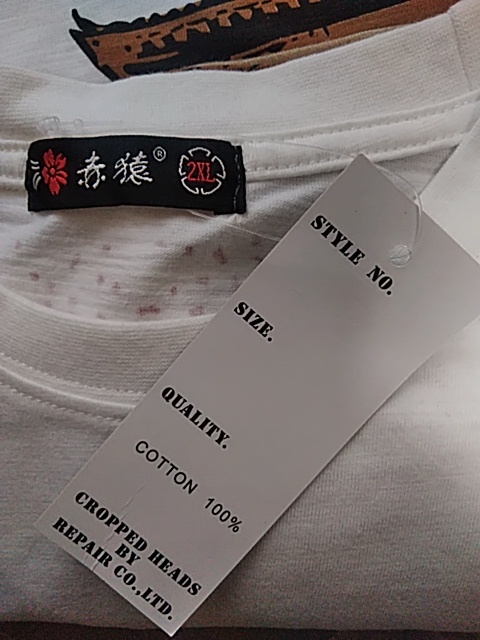 赤猿®
2XL
STYLE NO.
SIZE.
QUALITY.
COTTON 100%
CROPPED HEADS
BY
REPAIR CO.,LTD.